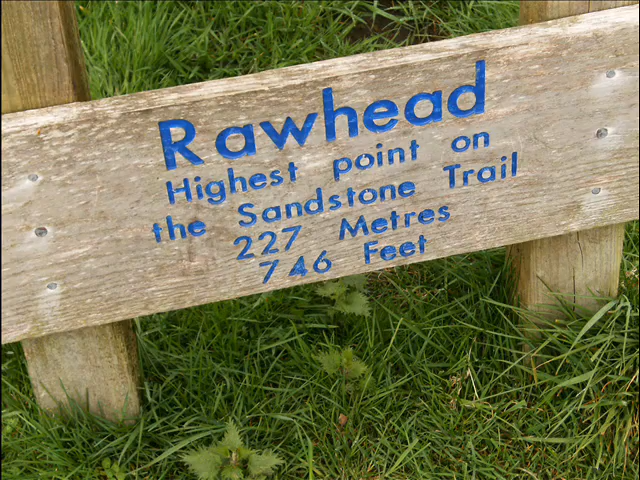 Rawhead
Highest point on
the Sandstone Trail
227 Metres
746 Feet